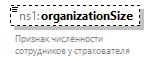 ns1:organizationSize
Признак численности
сотрудников у страхователя